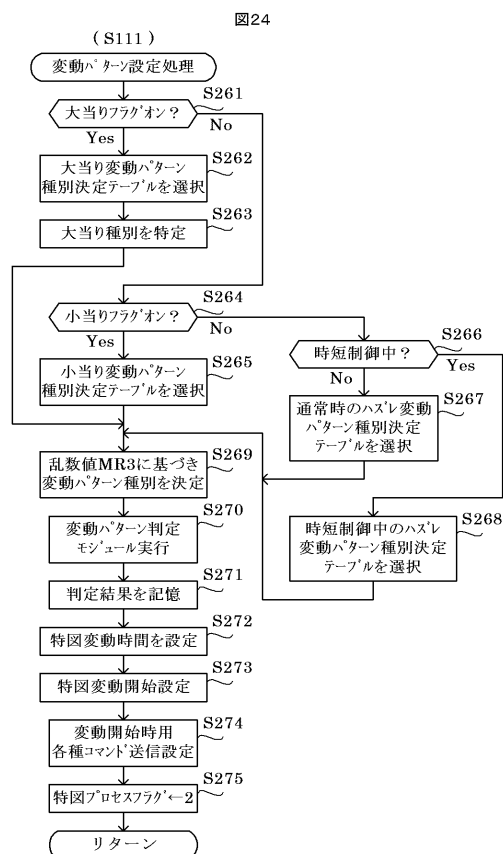 図24
(S111)
変動パターン設定処理
S261
大当りフラグオン？
Yes
No
S262
大当り変動パターン
種別決定テーブルを選択
S263
大当り種別を特定
S264
小当りフラグオン？
Yes
No
S265
小当り変動パターン
種別決定テーブルを選択
S266
時短制御中？
No
Yes
S267
通常時のハズレ変動
パターン種別決定
テーブルを選択
S268
時短制御中のハズレ
変動パターン種別決定
テーブルを選択
S269
乱数値MR3に基づき
変動パターン種別を決定
S270
変動パターン判定
モジュール実行
S271
判定結果を記憶
S272
特図変動時間を設定
S273
特図変動開始設定
S274
変動開始時用
各種コマンド送信設定
S275
特図プロセスフラグ←2
リターン